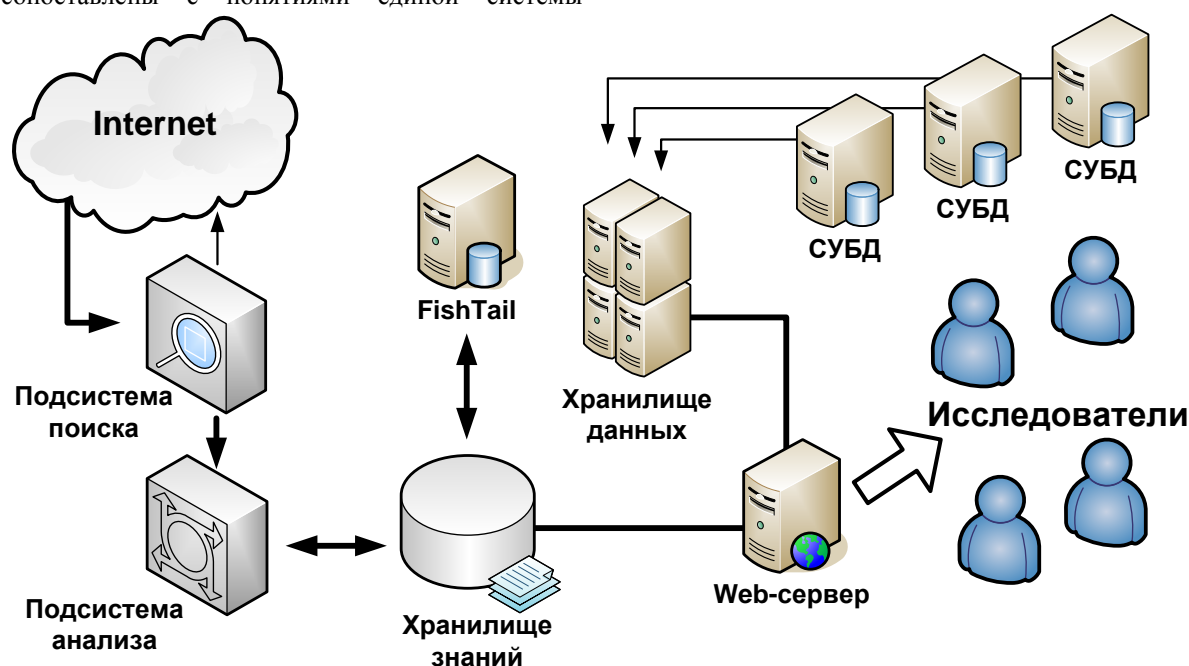 сопоставлены с понятиями единой системы
Internet
СУБД
СУБД
СУБД
FishTail
Подсистема
поиска
Хранилище
данных
Исследователи
Web-сервер
Подсистема
анализа
Хранилище
знаний